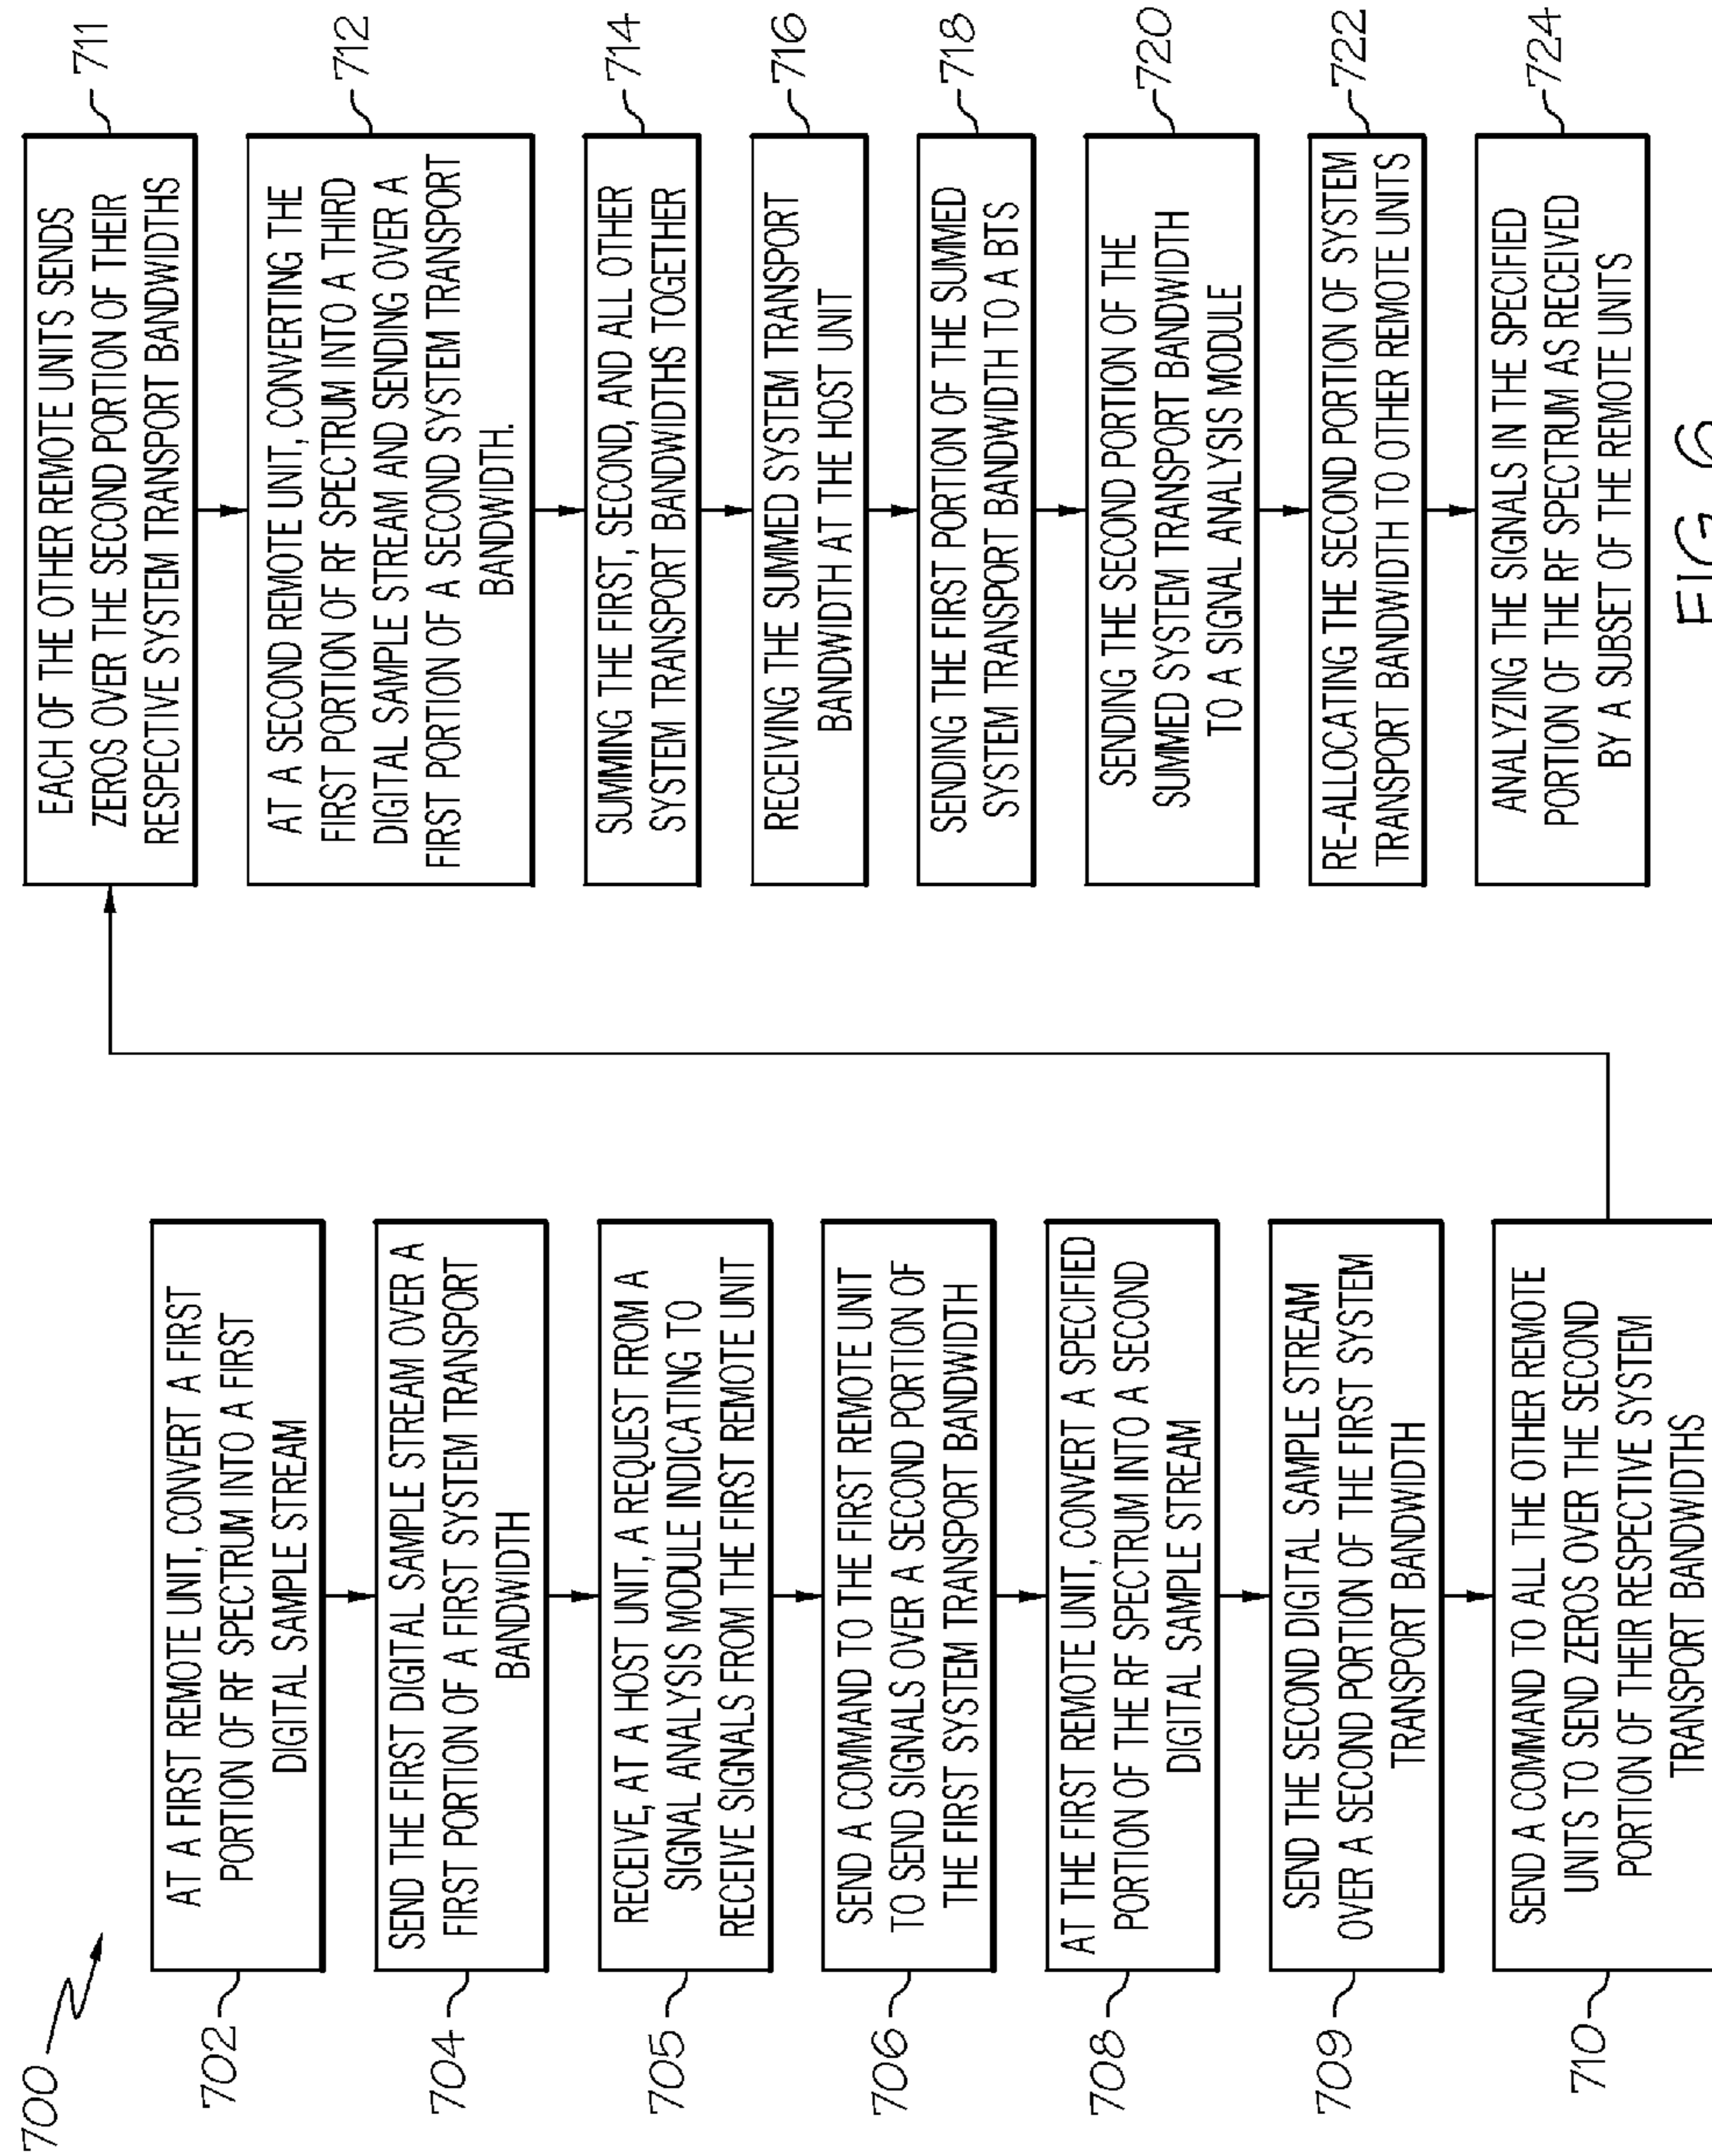 700
702
AT A FIRST REMOTE UNIT, CONVERT A FIRST
PORTION OF RF SPECTRUM INTO A FIRST
DIGITAL SAMPLE STREAM
704
SEND THE FIRST DIGITAL SAMPLE STREAM OVER A
FIRST PORTION OF A FIRST SYSTEM TRANSPORT
BANDWIDTH
705
RECEIVE, AT A HOST UNIT, A REQUEST FROM A
SIGNAL ANALYSIS MODULE INDICATING TO
RECEIVE SIGNALS FROM THE FIRST REMOTE UNIT
706
SEND A COMMAND TO THE FIRST REMOTE UNIT
TO SEND SIGNALS OVER A SECOND PORTION OF
THE FIRST SYSTEM TRANSPORT BANDWIDTH
708
AT THE FIRST REMOTE UNIT, CONVERT A SPECIFIED
PORTION OF THE RF SPECTRUM INTO A SECOND
DIGITAL SAMPLE STREAM
709
SEND THE SECOND DIGITAL SAMPLE STREAM
OVER A SECOND PORTION OF THE FIRST SYSTEM
TRANSPORT BANDWIDTH
710
SEND A COMMAND TO ALL THE OTHER REMOTE
UNITS TO SEND ZEROS OVER THE SECOND
PORTION OF THEIR RESPECTIVE SYSTEM
TRANSPORT BANDWIDTHS
711
EACH OF THE OTHER REMOTE UNITS SENDS
ZEROS OVER THE SECOND PORTION OF THEIR
RESPECTIVE SYSTEM TRANSPORT BANDWIDTHS
712
AT A SECOND REMOTE UNIT, CONVERTING THE
FIRST PORTION OF RF SPECTRUM INTO A THIRD
DIGITAL SAMPLE STREAM AND SENDING OVER A
FIRST PORTION OF A SECOND SYSTEM TRANSPORT
BANDWIDTH.
714
SUMMING THE FIRST, SECOND, AND ALL OTHER
SYSTEM TRANSPORT BANDWIDTHS TOGETHER
716
RECEIVING THE SUMMED SYSTEM TRANSPORT
BANDWIDTH AT THE HOST UNIT
718
SENDING THE FIRST PORTION OF THE SUMMED
SYSTEM TRANSPORT BANDWIDTH TO A BTS
720
SENDING THE SECOND PORTION OF THE
SUMMED SYSTEM TRANSPORT BANDWIDTH
TO A SIGNAL ANALYSIS MODULE
722
RE-ALLOCATING THE SECOND PORTION OF SYSTEM
TRANSPORT BANDWIDTH TO OTHER REMOTE UNITS
724
ANALYZING THE SIGNALS IN THE SPECIFIED
PORTION OF THE RF SPECTRUM AS RECEIVED
BY A SUBSET OF THE REMOTE UNITS
FIG. 6